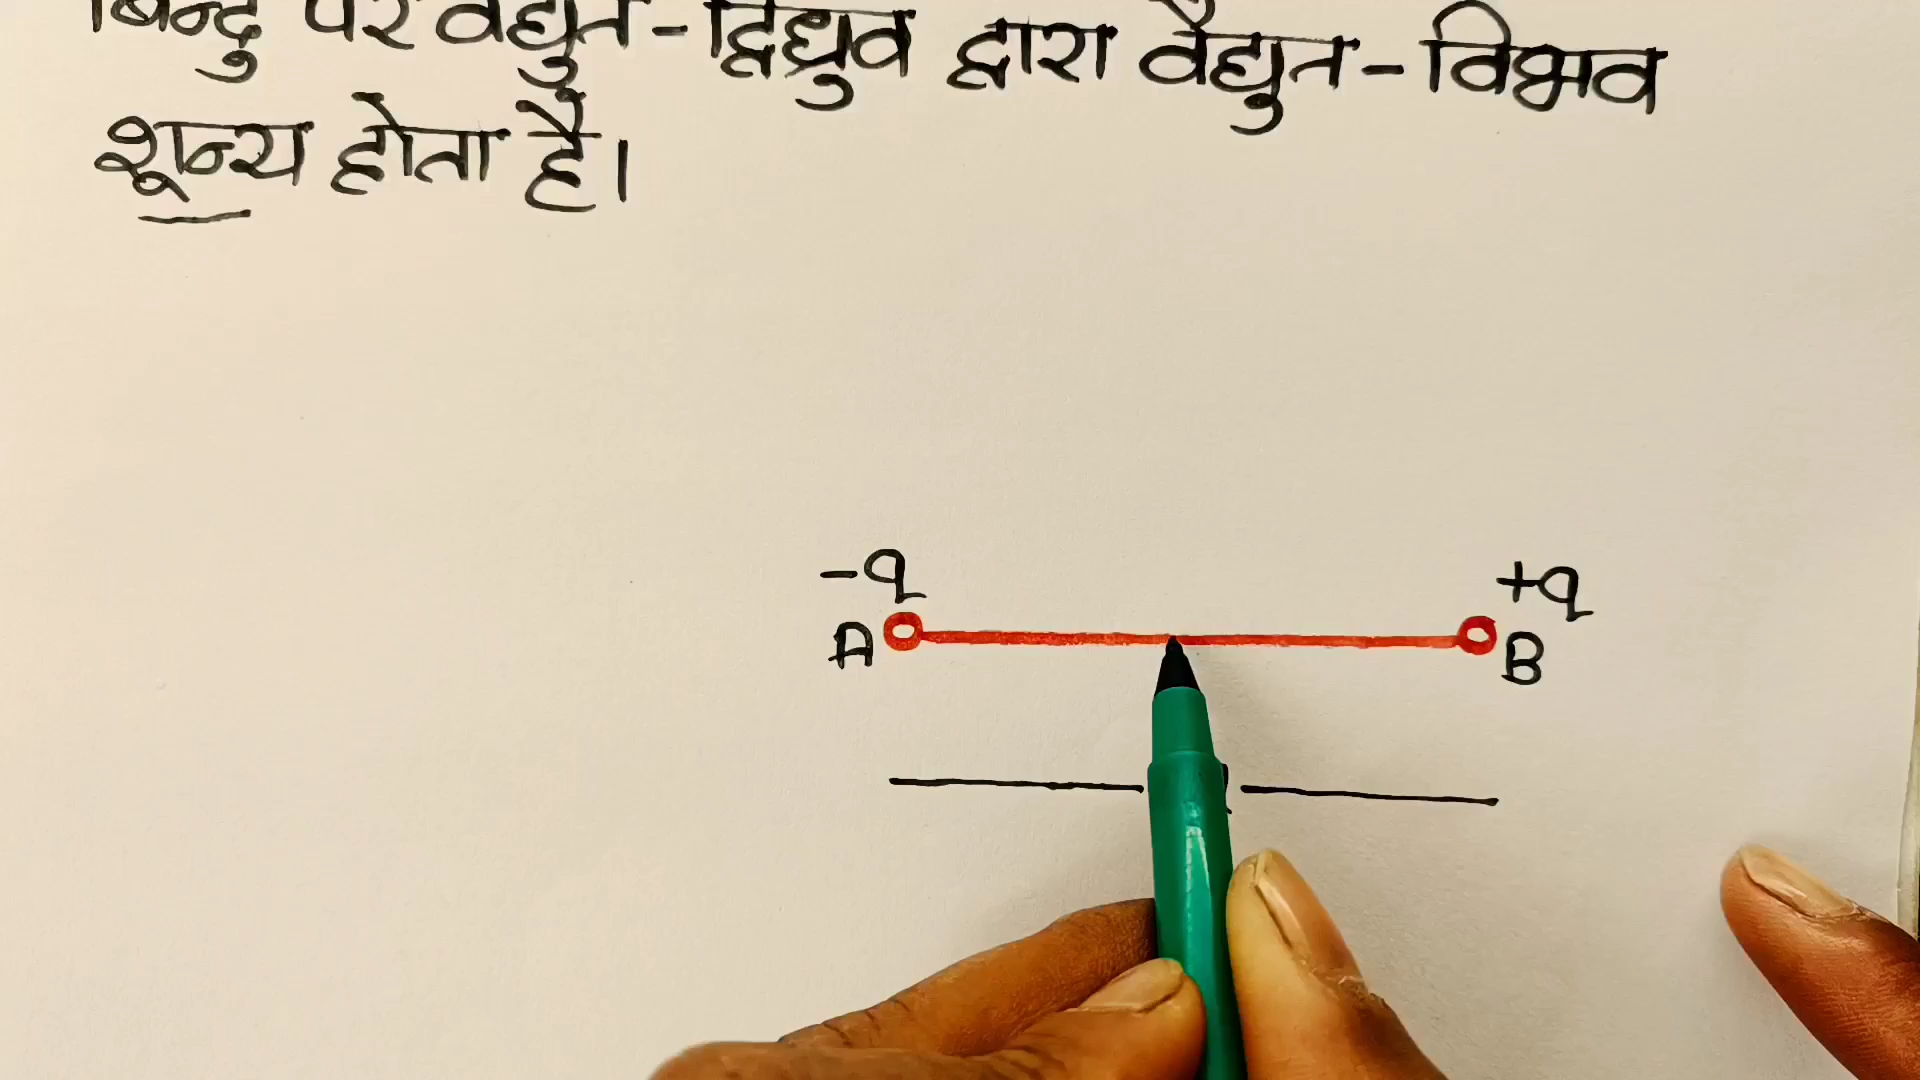 बिन्दु पर वैद्युत-द्विध्रुव द्वारा वैद्युत-विभव
शून्य होता है।
-q
+q
A
B